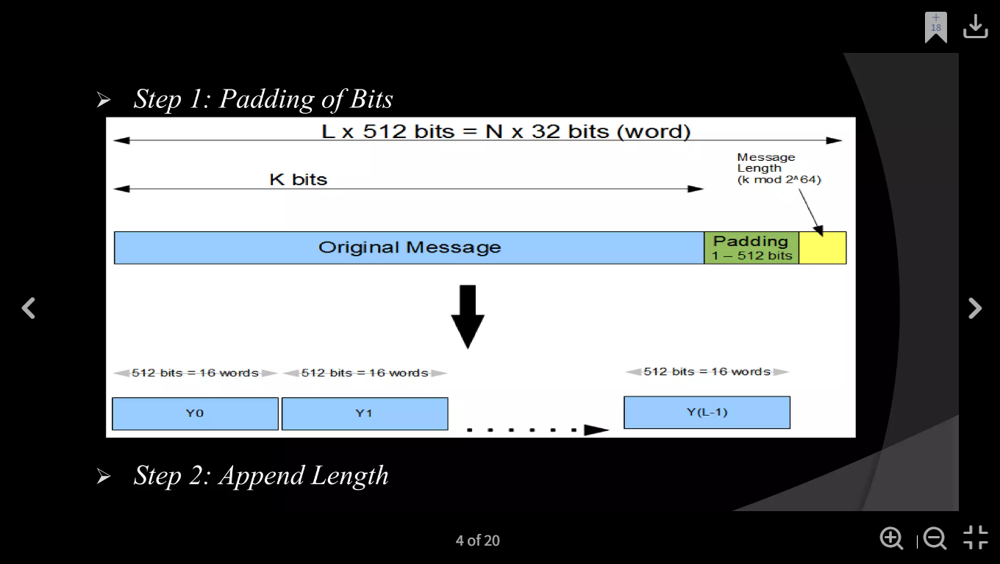 +
18
Step 1: Padding of Bits
L x 512 bits = N x 32 bits (word)
Message
Length
(k mod 2^64)
K bits
Original Message
Padding
1 – 512 bits
512 bits = 16 words
512 bits = 16 words
512 bits = 16 words
Y0
Y1
Y(L-1)
Step 2: Append Length
4 of 20